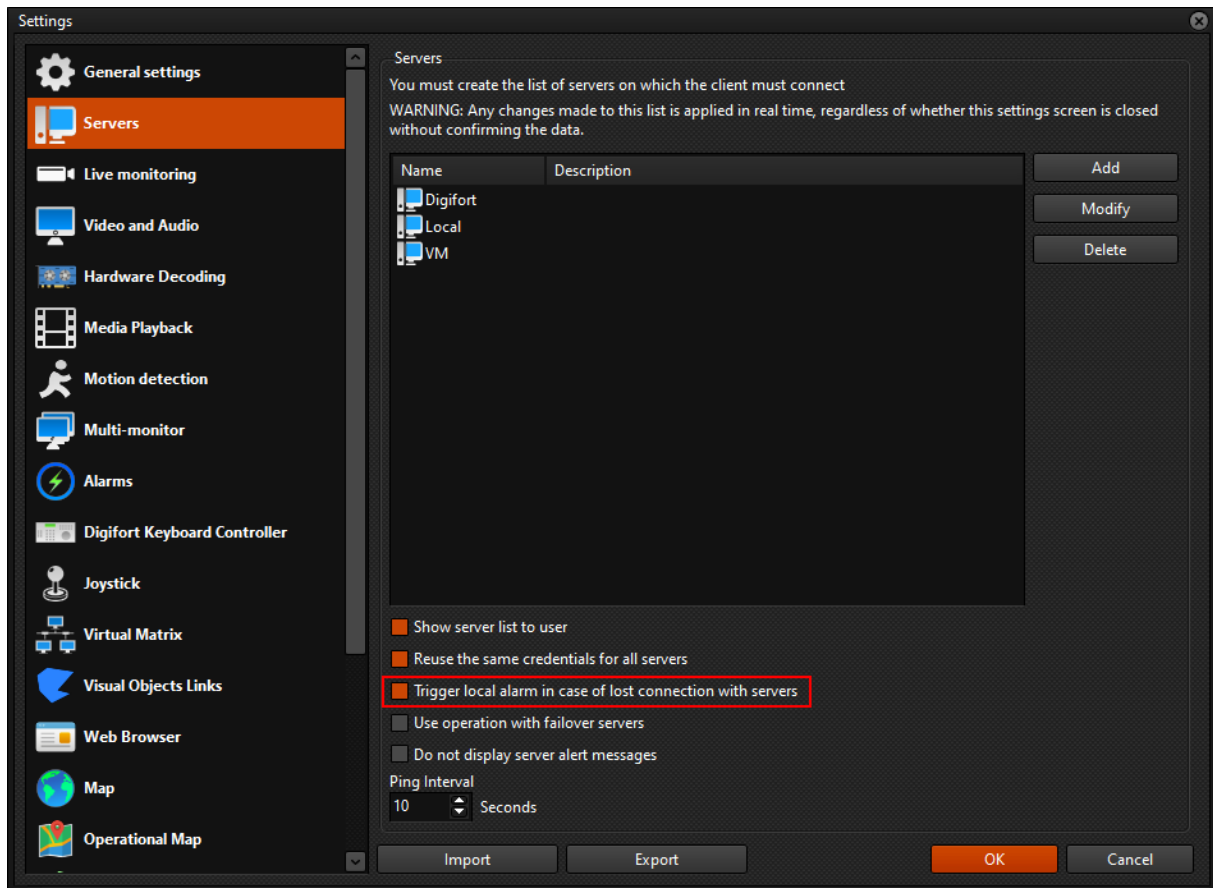 Settings
General settings
Servers
Live monitoring
Video and Audio
Hardware Decoding
Media Playback
Motion detection
Multi-monitor
Alarms
Digifort Keyboard Controller
Joystick
Virtual Matrix
Visual Objects Links
Web Browser
Map
Operational Map
Servers
You must create the list of servers on which the client must connect
WARNING: Any changes made to this list is applied in real time, regardless of whether this settings screen is closed
without confirming the data.
Name Description
Digifort
Local
VM
Add
Modify
Delete
Show server list to user
Reuse the same credentials for all servers
Trigger local alarm in case of lost connection with servers
Use operation with failover servers
Do not display server alert messages
Ping Interval
10 Seconds
Import Export OK Cancel